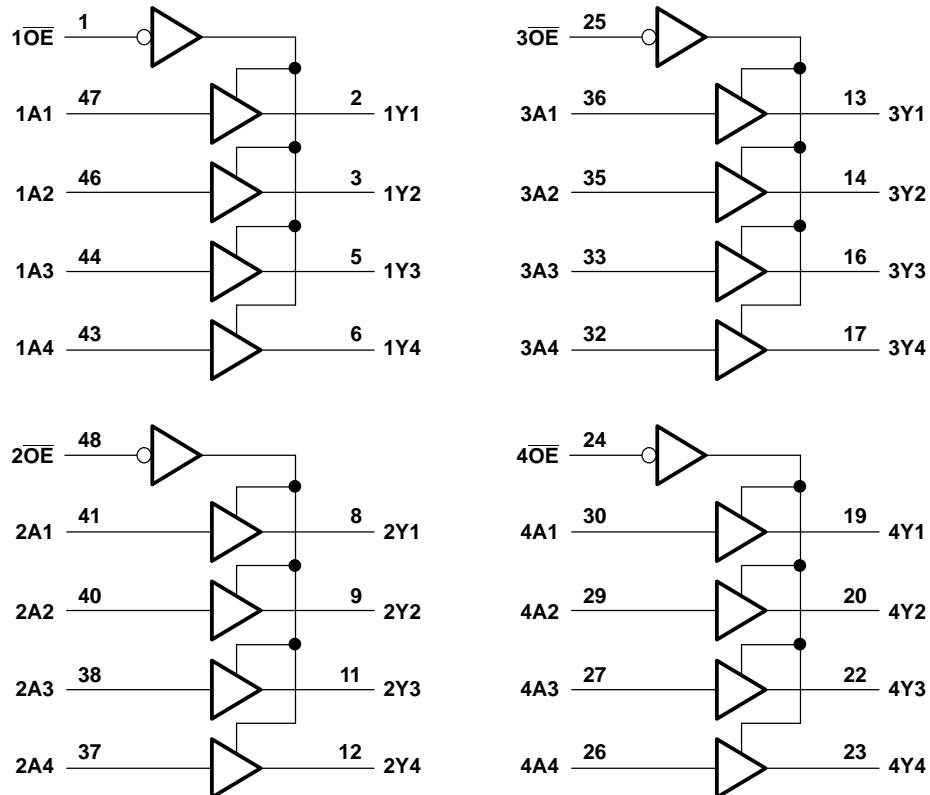 1OE 1
1A1 47 2 1Y1
1A2 46 3 1Y2
1A3 44 5 1Y3
1A4 43 6 1Y4
3OE 25
3A1 36 13 3Y1
3A2 35 14 3Y2
3A3 33 16 3Y3
3A4 32 17 3Y4
2OE 48
2A1 41 8 2Y1
2A2 40 9 2Y2
2A3 38 11 2Y3
2A4 37 12 2Y4
4OE 24
4A1 30 19 4Y1
4A2 29 20 4Y2
4A3 27 22 4Y3
4A4 26 23 4Y4